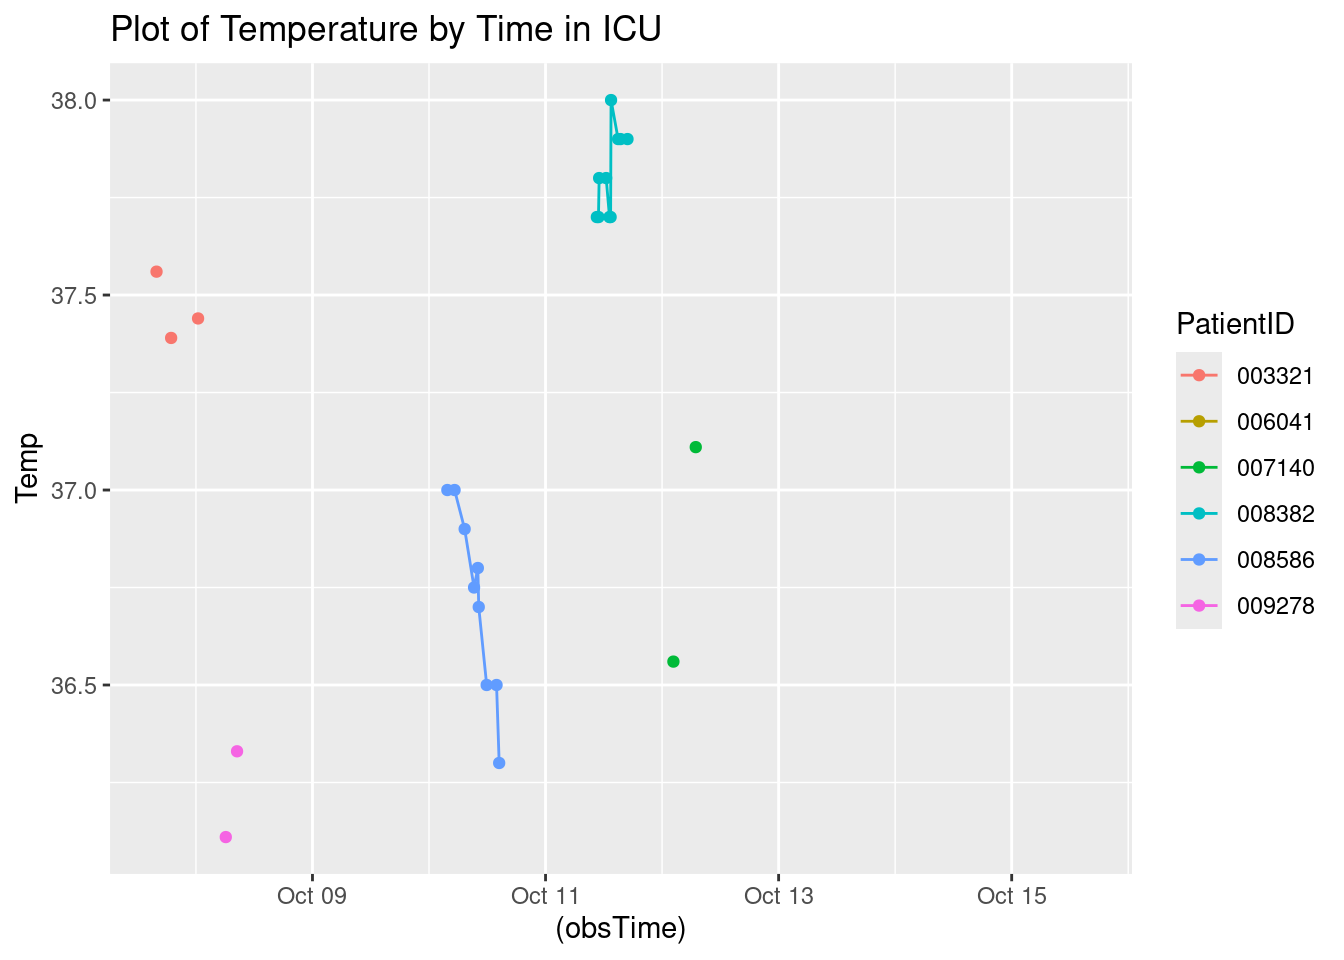 Plot of Temperature by Time in ICU
38.0
37.5
37.0
36.5
Temp
Oct 09
Oct 11
Oct 13
Oct 15
(obsTime)
PatientID
003321
006041
007140
008382
008586
009278